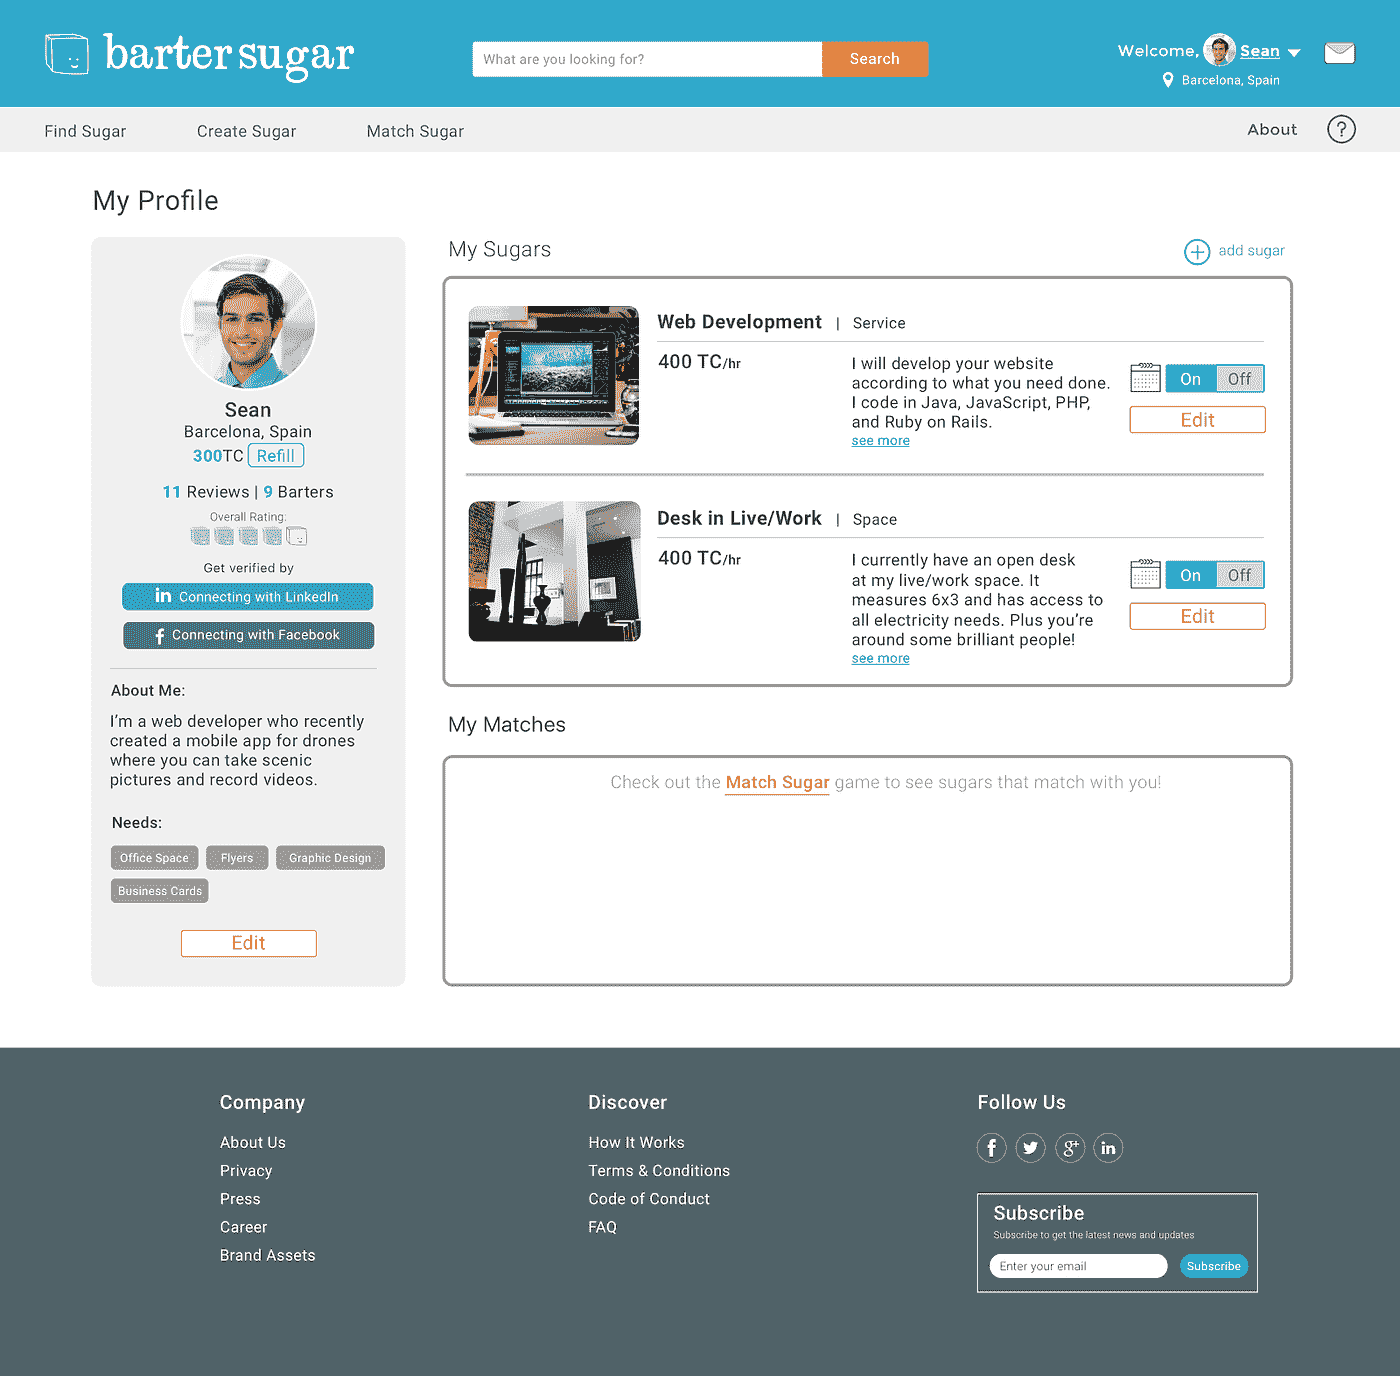 barter sugar
What are you looking for?
Search
Welcome, Sean
Barcelona, Spain
Find Sugar
Create Sugar
Match Sugar
About
?
My Profile
Sean
Barcelona, Spain
300TC Refill
11 Reviews | 9 Barters
Overall Rating:
Get verified by
in Connecting with LinkedIn
f Connecting with Facebook
About Me:
I'm a web developer who recently
created a mobile app for drones
where you can take scenic
pictures and record videos.
Needs:
Office Space
Flyers
Graphic Design
Business Cards
Edit
My Sugars
add sugar
Web Development | Service
400 TC/hr
I will develop your website
according to what you need done.
I code in Java, JavaScript, PHP,
and Ruby on Rails.
see more
On Off
Edit
Desk in Live/Work | Space
400 TC/hr
I currently have an open desk
at my live/work space. It
measures 6x3 and has access to
all electricity needs. Plus you're
around some brilliant people!
see more
On Off
Edit
My Matches
Check out the Match Sugar game to see sugars that match with you!
Company
About Us
Privacy
Press
Career
Brand Assets
Discover
How It Works
Terms & Conditions
Code of Conduct
FAQ
Follow Us
f g+ in
Subscribe
Subscribe to get the latest news and updates
Enter your email
Subscribe